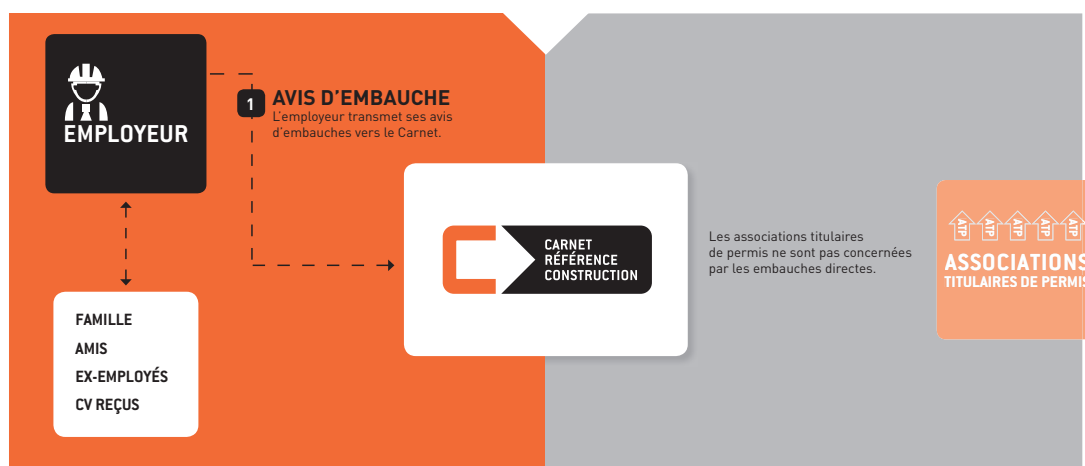 EMPLOYEUR
1
AVIS D'EMBAUCHE
L'employeur transmet ses avis
d'embauches vers le Carnet.
FAMILLE
AMIS
EX-EMPLOYÉS
CV REÇUS
CARNET
RÉFÉRENCE
CONSTRUCTION
Les associations titulaires
de permis ne sont pas concernées
par les embauches directes.
ATP ATP ATP ATP ATP
ASSOCIATIONS
TITULAIRES DE PERMIS